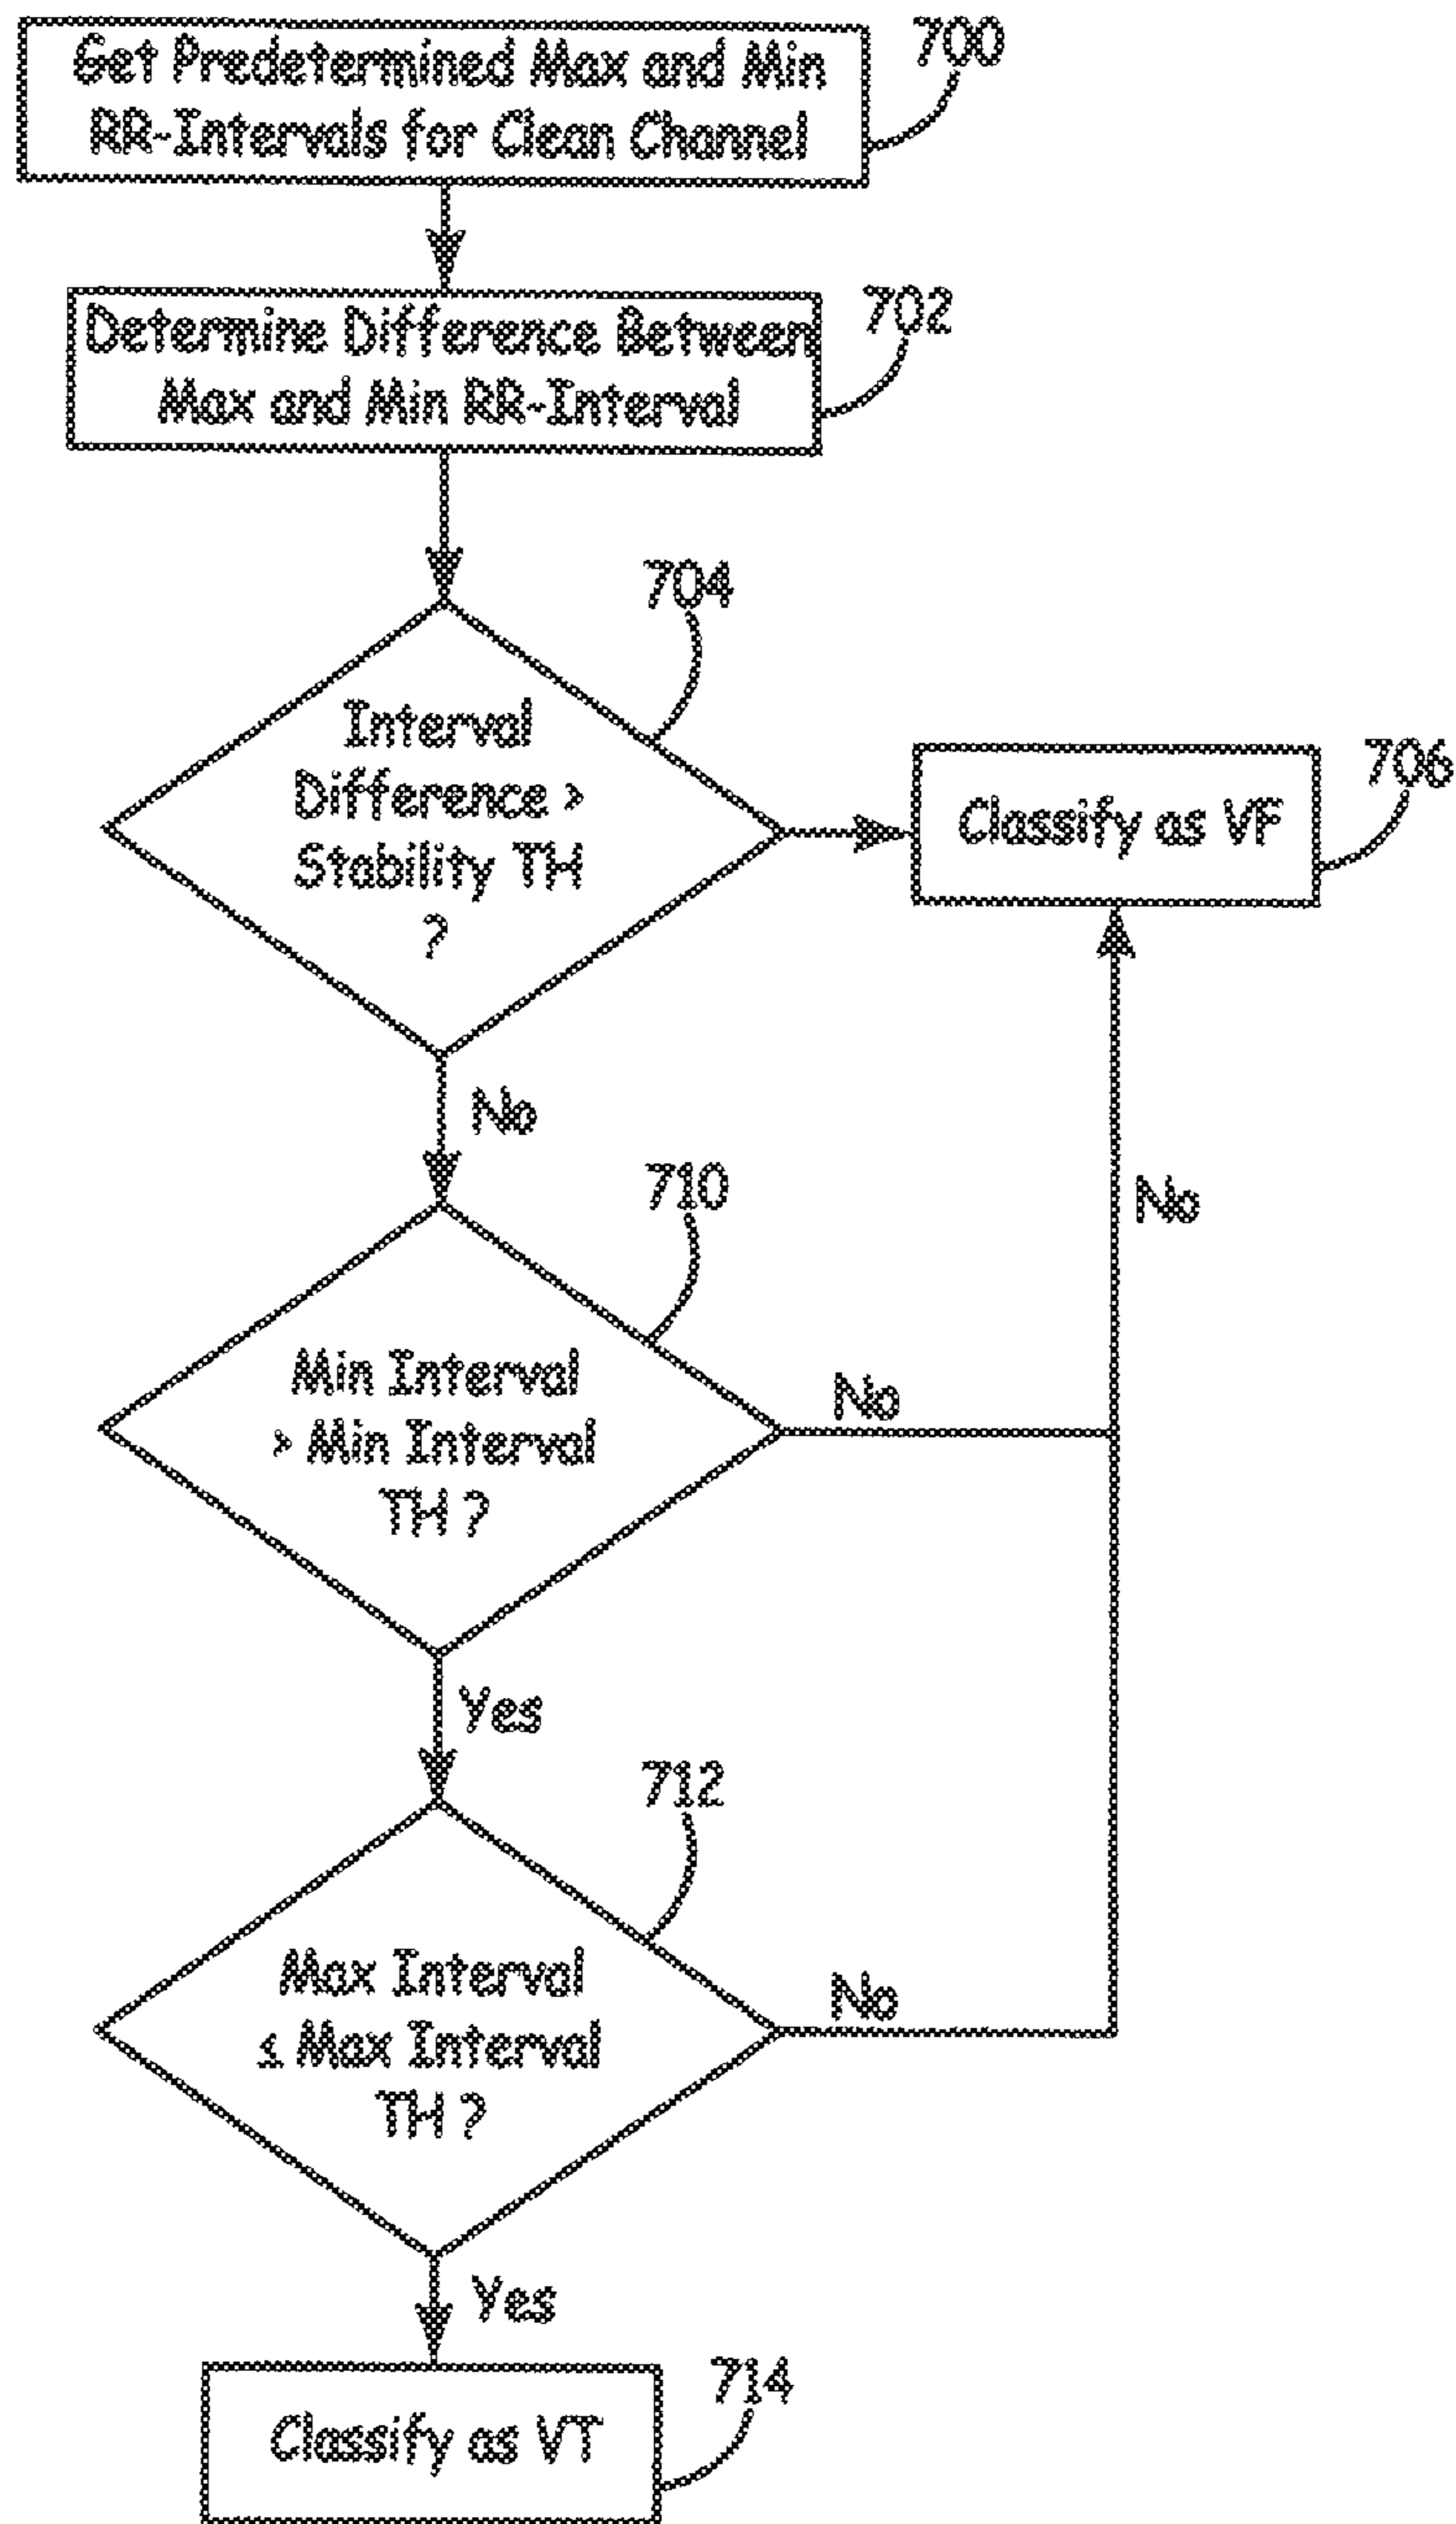 Get Predetermined Max and Min
RR-Intervals for Clean Channel
700
Determine Difference Between
Max and Min RR-Interval
702
704
Interval
Difference >
Stability TH
?
Classify as VF
706
No
710
No
Min Interval
> Min Interval
TH ?
No
Yes
712
Max Interval
≤ Max Interval
TH ?
No
Yes
714
Classify as VT